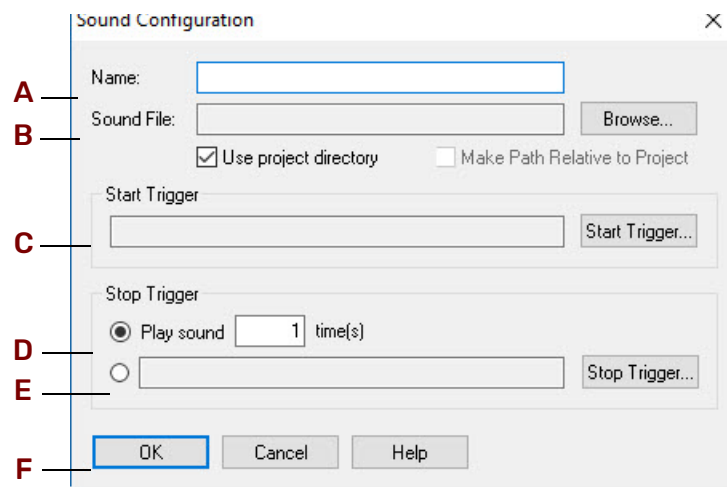 Sound Configuration
Name:
A
Sound File: Browse...
B
Use project directory Make Path Relative to Project
Start Trigger
C Start Trigger...
Stop Trigger
Play sound 1 time(s)
D
Stop Trigger...
E
OK Cancel Help
F